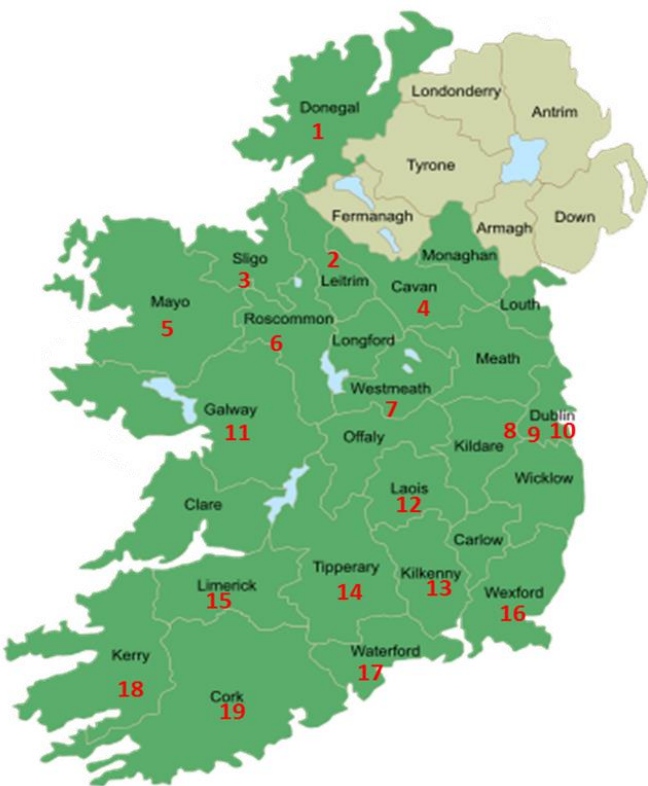 Londonderry
Donegal
Antrim
1
Tyrone
Fermanagh
Down
Armagh
Sligo
2
Monaghan
3
Leitrim
Cavan
Mayo
4
Louth
5
Roscommon
6
Longford
Meath
Westmeath
7
Galway
Dublin
11
8
9
10
Offaly
Kildare
Wicklow
Laois
12
Clare
Carlow
Tipperary
Kilkenny
13
Limerick
14
15
Wexford
16
Kerry
Waterford
17
18
Cork
19